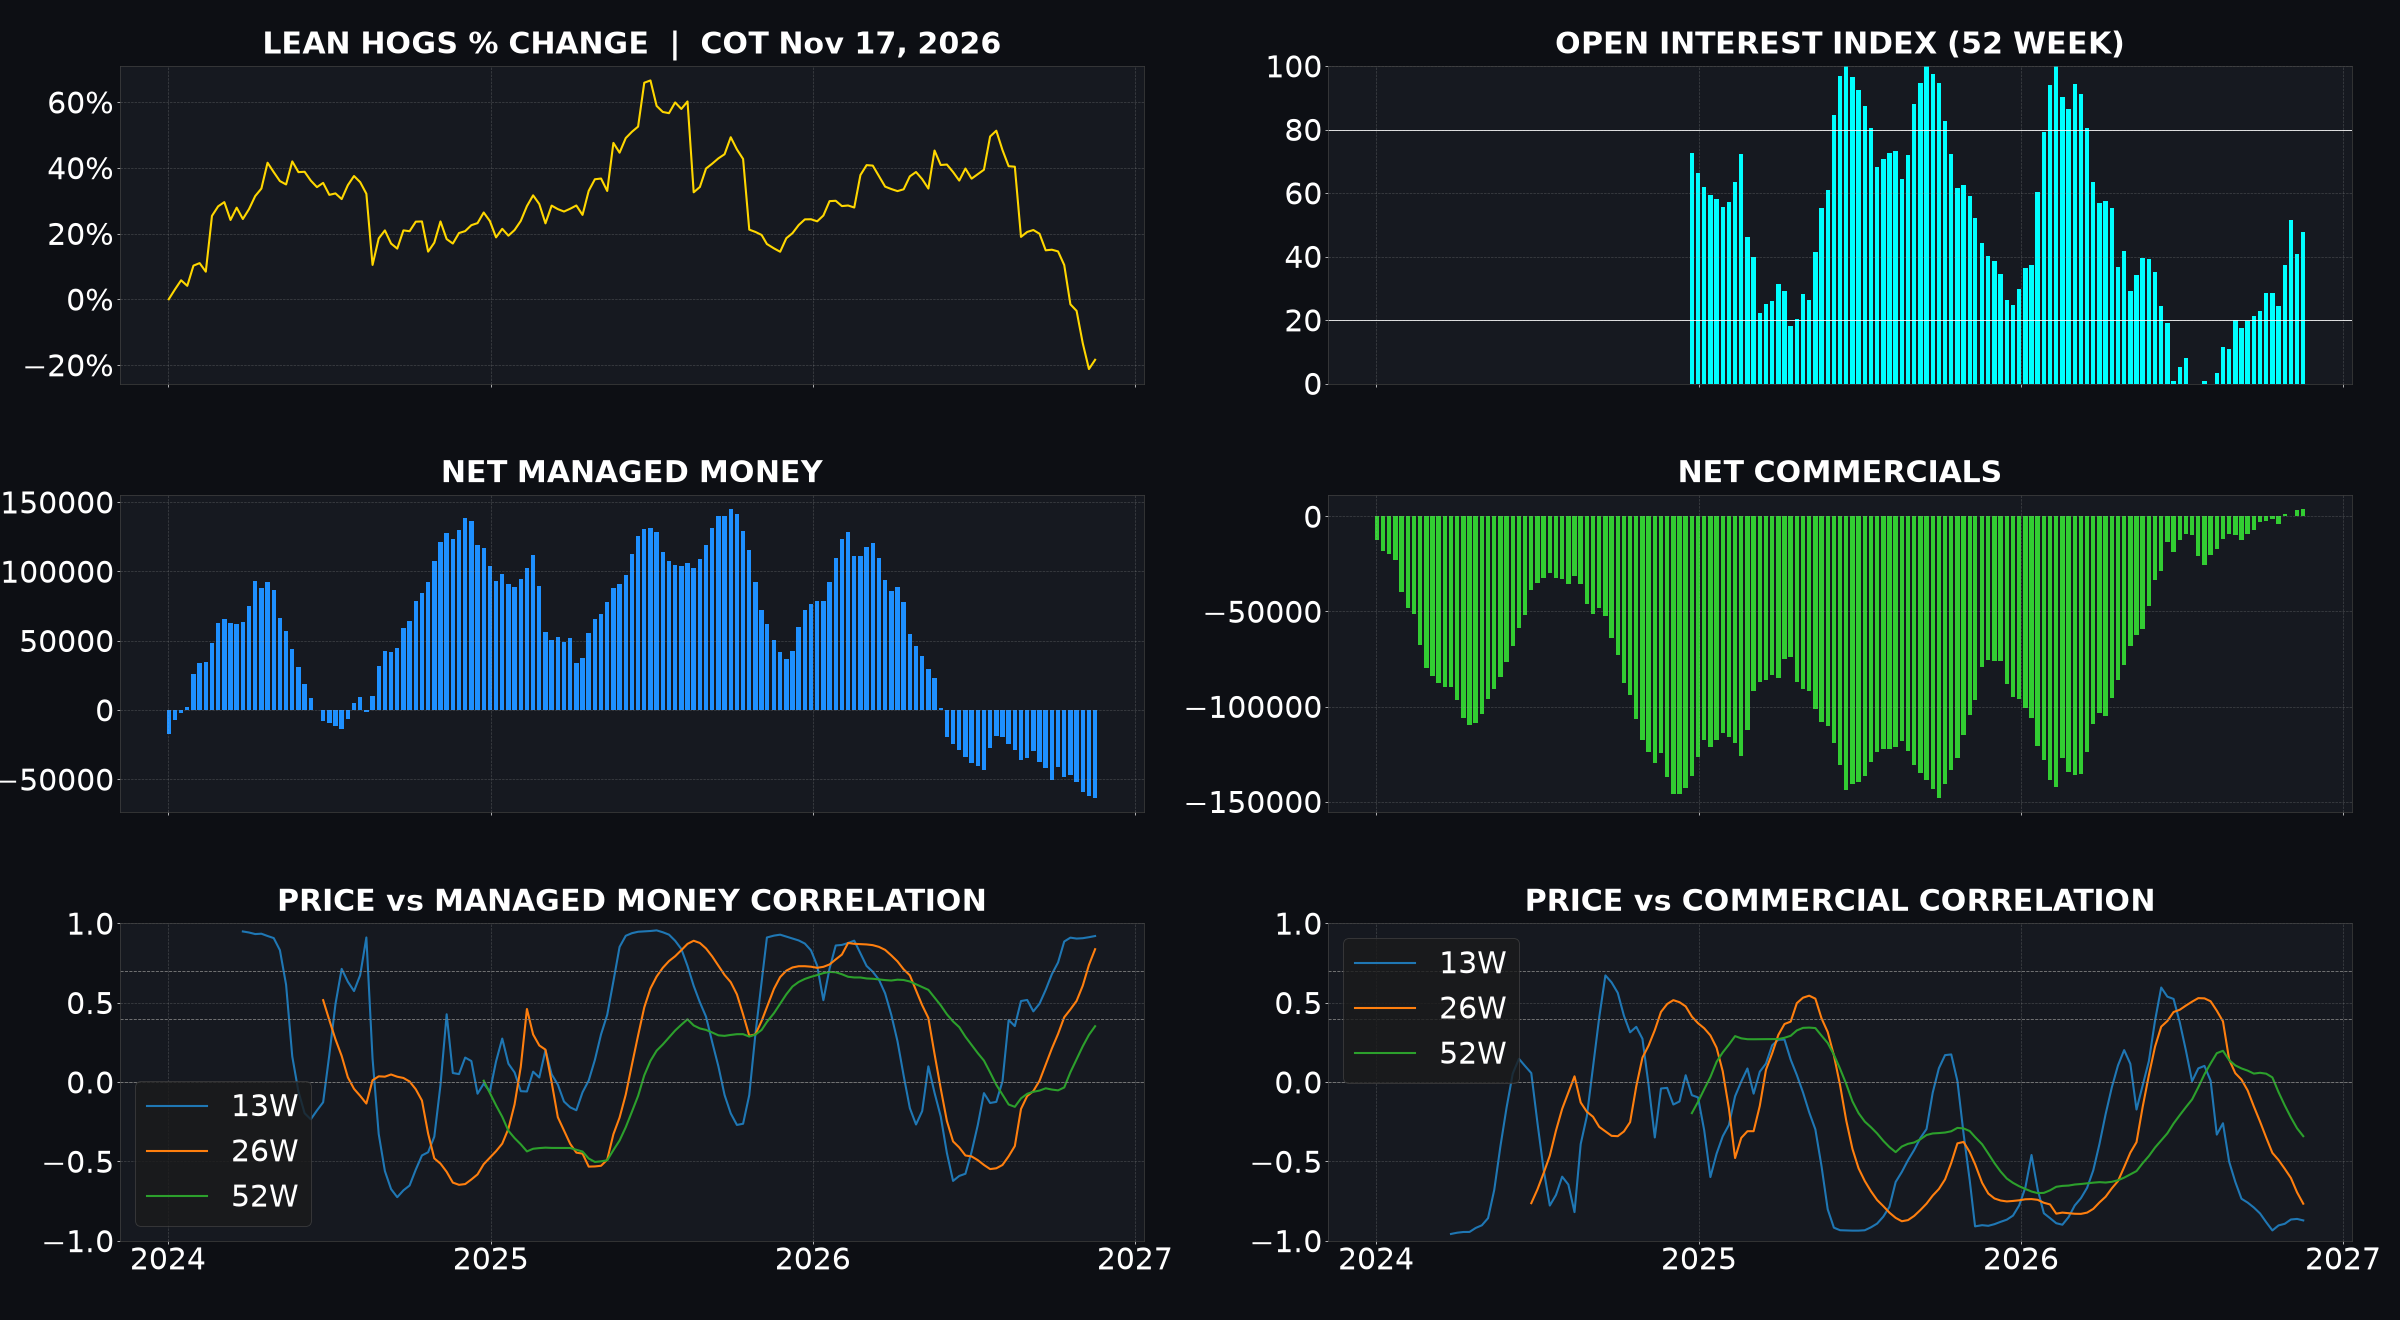 LEAN HOGS % CHANGE | COT Nov 17, 2026
60%
40%
20%
0%
−20%
OPEN INTEREST INDEX (52 WEEK)
100
80
60
40
20
0
NET MANAGED MONEY
150000
100000
50000
0
−50000
NET COMMERCIALS
0
−50000
−100000
−150000
PRICE vs MANAGED MONEY CORRELATION
1.0
0.5
0.0
−0.5
−1.0
13W
26W
52W
2024 2025 2026 2027
PRICE vs COMMERCIAL CORRELATION
1.0
0.5
0.0
−0.5
−1.0
13W
26W
52W
2024 2025 2026 2027